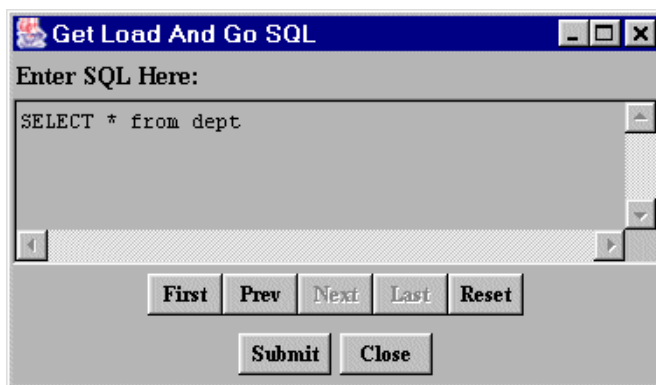 Get Load And Go SQL
Enter SQL Here:
SELECT * from dept
First Prev Next Last Reset
Submit Close